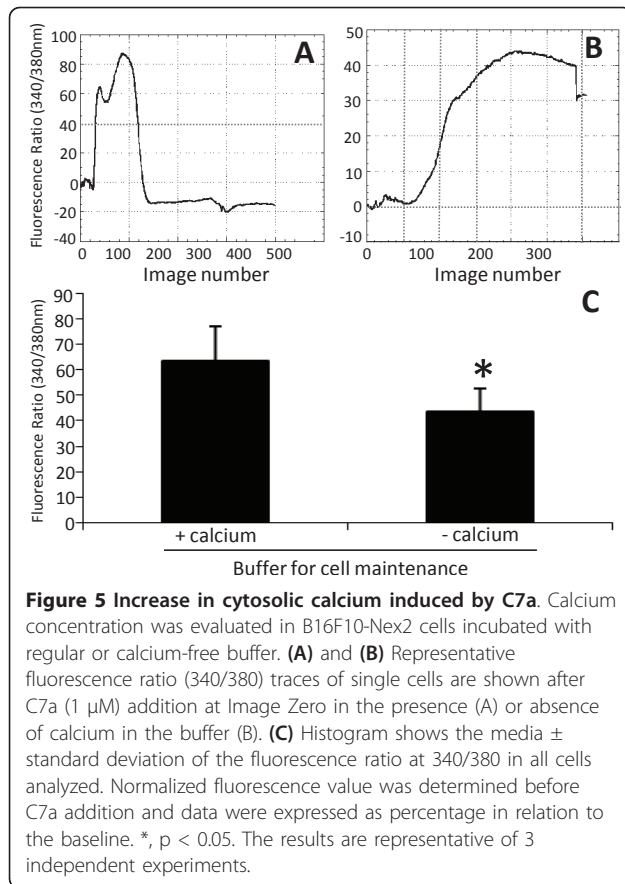 A
Fluorescence Ratio (340/380nm)
100
80
60
40
20
0
-20
-40
0 100 200 300 400 500
Image number
B
40
30
20
10
0
-10
0 100 200 300
Image number
C
Fluorescence Ratio (340/380nm)
90
80
70
60
50
40
30
20
10
0
*
+ calcium - calcium
Buffer for cell maintenance
Figure 5 Increase in cytosolic calcium induced by C7a. Calcium
concentration was evaluated in B16F10-Nex2 cells incubated with
regular or calcium-free buffer. (A) and (B) Representative
fluorescence ratio (340/380) traces of single cells are shown after
C7a (1 μM) addition at Image Zero in the presence (A) or absence
of calcium in the buffer (B). (C) Histogram shows the media ±
standard deviation of the fluorescence ratio at 340/380 in all cells
analyzed. Normalized fluorescence value was determined before
C7a addition and data were expressed as percentage in relation to
the baseline. *, p < 0.05. The results are representative of 3
independent experiments.